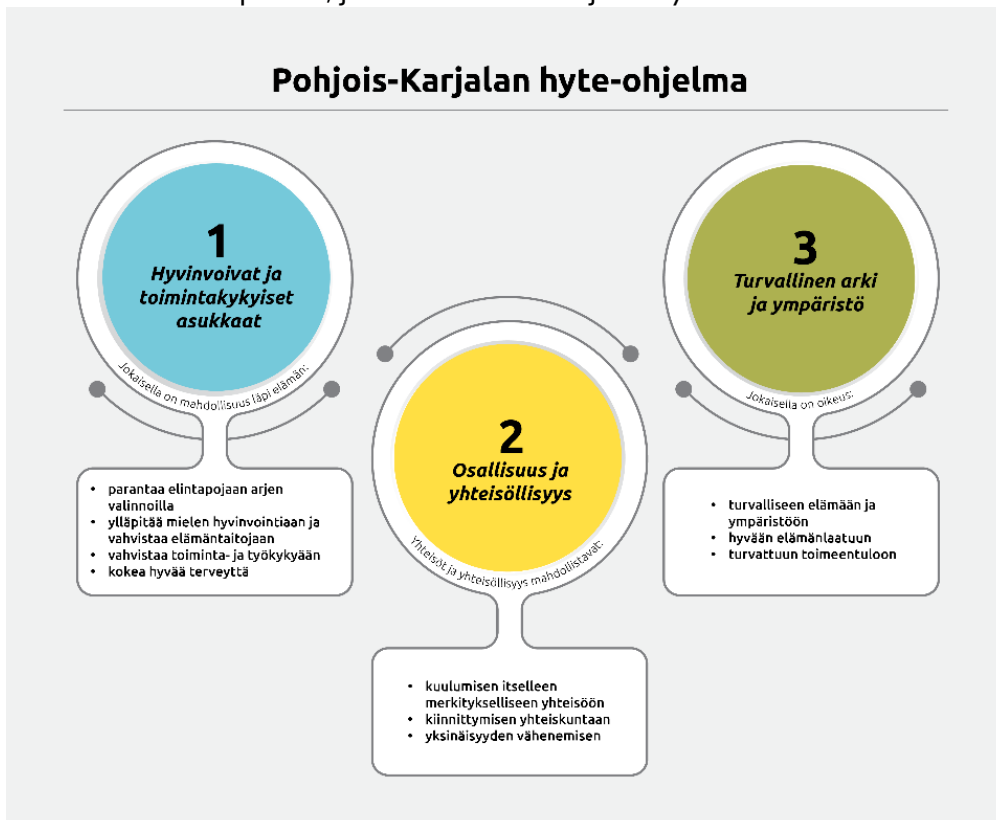 Pohjois-Karjalan hyte-ohjelma
1
Hyvinvoivat ja
toimintakykyiset
asukkaat
Jokaisella on mahdollisuus läpi elämän:
• parantaa elintapojaan arjen
valinnoilla
• ylläpitää mielen hyvinvointiaan ja
vahvistaa elämäntaitojaan
• vahvistaa toiminta- ja työkykyään
• kokea hyvää terveyttä
2
Osallisuus ja
yhteisöllisyys
Yhteisöt ja yhteisöllisyys mahdollistavat:
• kuulumisen itselleen
merkitykselliseen yhteisöön
• kiinnittymisen yhteiskuntaan
• yksinäisyyden vähenemisen
3
Turvallinen arki
ja ympäristö
Jokaisella on oikeus:
• turvalliseen elämään ja
ympäristöön
• hyvään elämänlaatuun
• turvattuun toimeentuloon